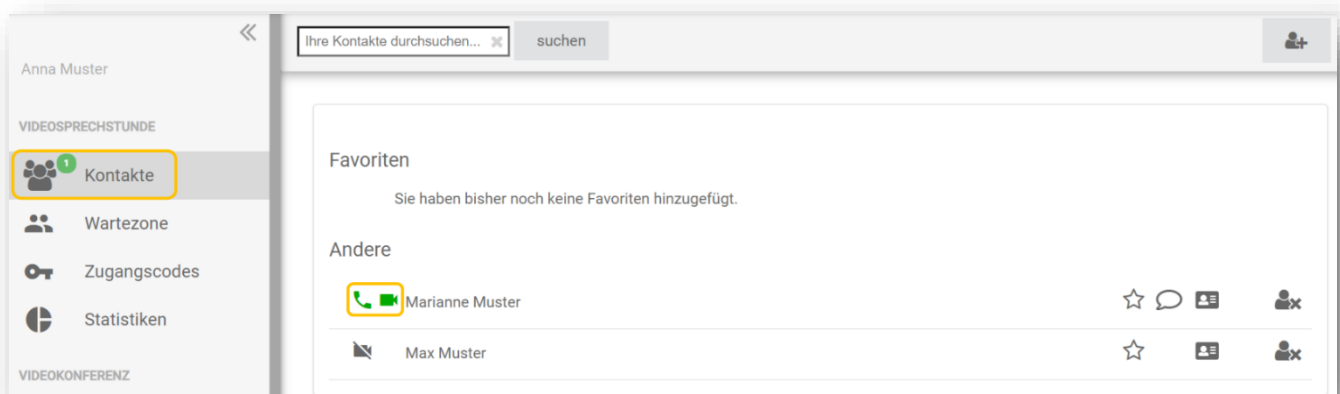 Ihre Kontakte durchsuchen...
suchen
Anna Muster
VIDEOSPRECHSTUNDE
1
Kontakte
Wartezone
Zugangscodes
Statistiken
VIDEOKONFERENZ
Favoriten
Sie haben bisher noch keine Favoriten hinzugefügt.
Andere
Marianne Muster
Max Muster